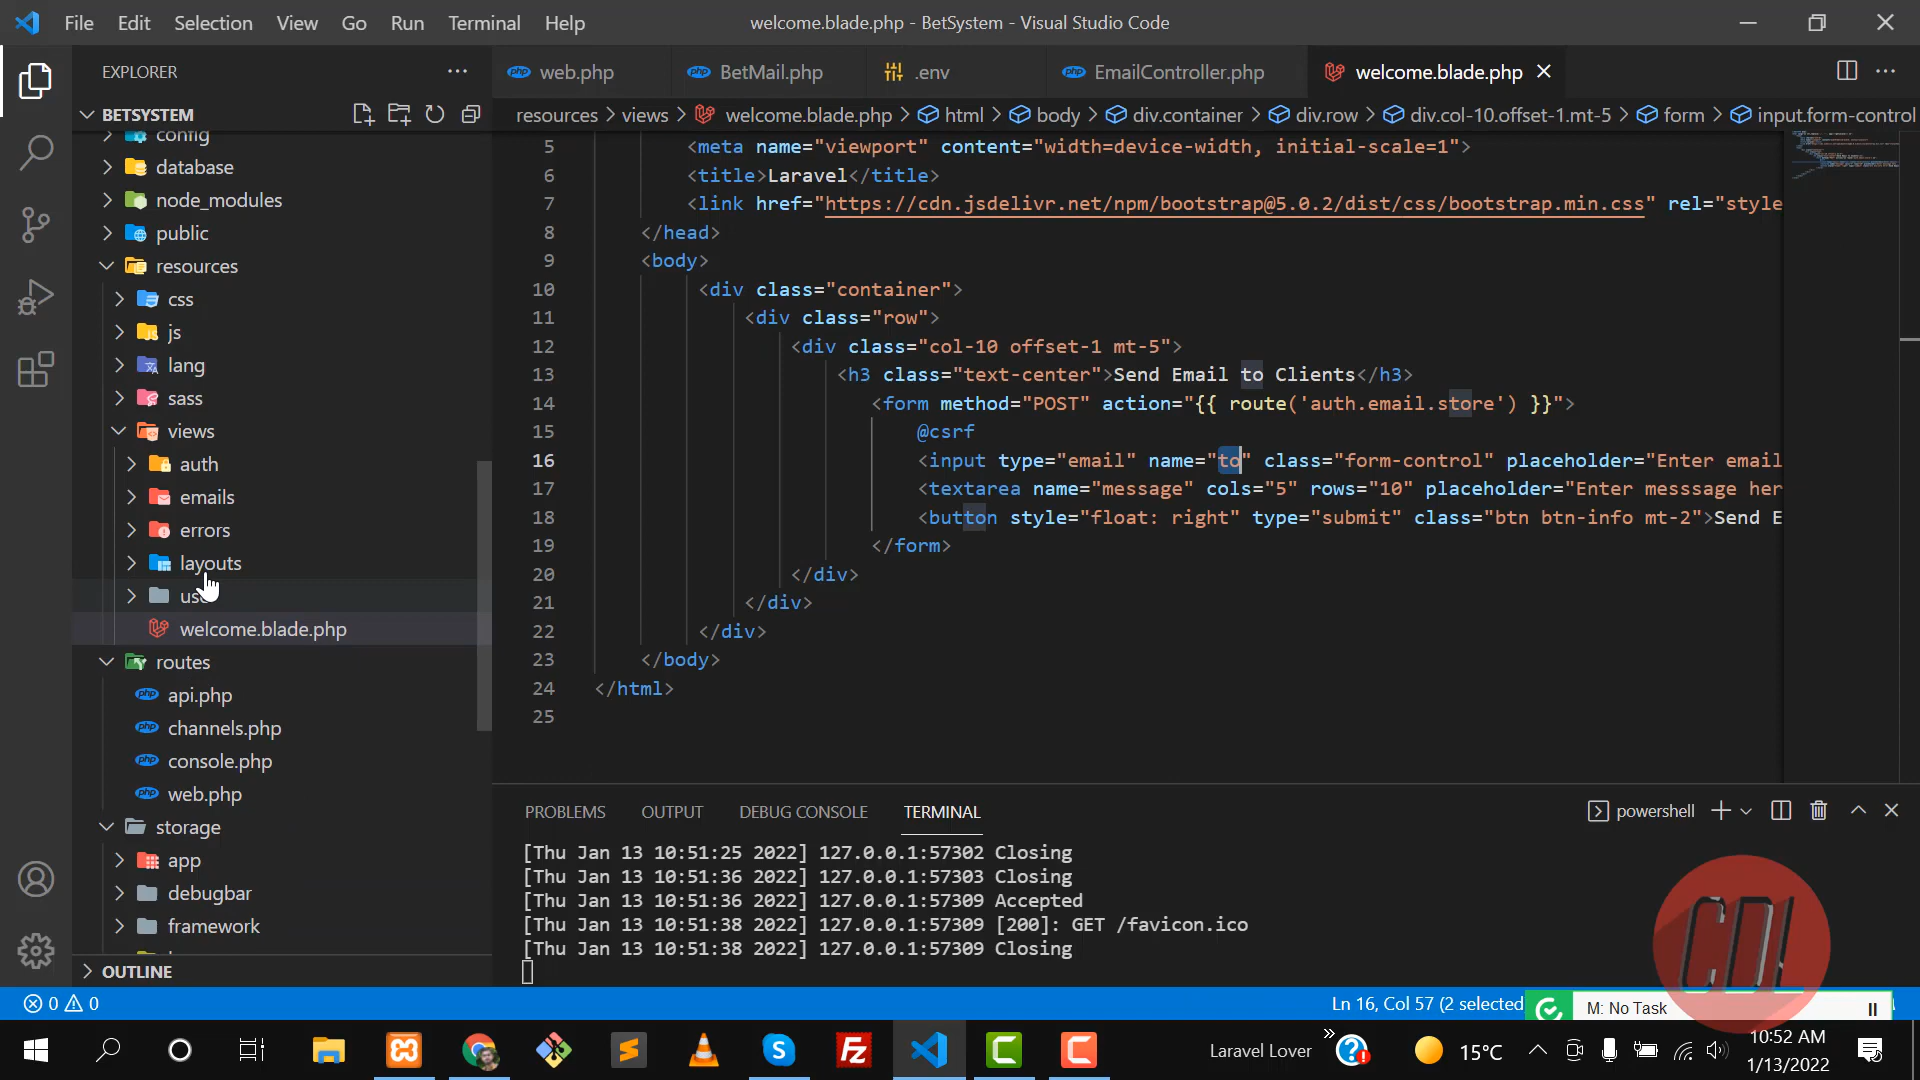 File Edit Selection View Go Run Terminal Help
welcome.blade.php - BetSystem - Visual Studio Code
EXPLORER
web.php
BetMail.php
.env
EmailController.php
welcome.blade.php
BETSYSTEM
resources > views > welcome.blade.php > html > body > div.container > div.row > div.col-10.offset-1.mt-5 > form > input.form-control
config
database
node_modules
public
resources
css
js
lang
sass
views
auth
emails
errors
layouts
welcome.blade.php
routes
api.php
channels.php
console.php
web.php
storage
app
debugbar
framework
OUTLINE
5 <meta name="viewport" content="width=device-width, initial-scale=1">
6 <title>Laravel</title>
7 <link href="https://cdn.jsdelivr.net/npm/bootstrap@5.0.2/dist/css/bootstrap.min.css" rel="style
8 </head>
9 <body>
10 <div class="container">
11 <div class="row">
12 <div class="col-10 offset-1 mt-5">
13 <h3 class="text-center">Send Email to Clients</h3>
14 <form method="POST" action="{{ route('auth.email.store') }}">
15 @csrf
16 <input type="email" name="to" class="form-control" placeholder="Enter email
17 <textarea name="message" cols="5" rows="10" placeholder="Enter messsage her
18 <button style="float: right" type="submit" class="btn btn-info mt-2">Send E
19 </form>
20 </div>
21 </div>
22 </div>
23 </body>
24 </html>
25
PROBLEMS OUTPUT DEBUG CONSOLE TERMINAL
powershell
[Thu Jan 13 10:51:25 2022] 127.0.0.1:57302 Closing
[Thu Jan 13 10:51:36 2022] 127.0.0.1:57303 Closing
[Thu Jan 13 10:51:36 2022] 127.0.0.1:57309 Accepted
[Thu Jan 13 10:51:38 2022] 127.0.0.1:57309 [200]: GET /favicon.ico
[Thu Jan 13 10:51:38 2022] 127.0.0.1:57309 Closing
0 0
Ln 16, Col 57 (2 selected
M: No Task
Laravel Lover
15°C
10:52 AM
1/13/2022